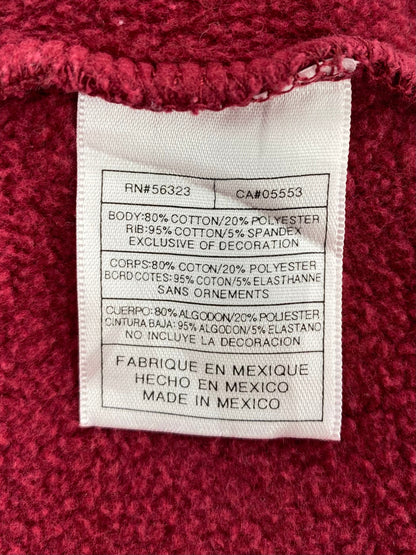 RN#56323 CA#05553
BODY:80% COTTON/20% POLYESTER
RIB:95% COTTON/5% SPANDEX
EXCLUSIVE OF DECORATION
CORPS:80% COTON/20% POLYESTER
BORD COTES:95% COTON/5% ELASTHANNE
SANS ORNEMENTS
CUERPO:80% ALGODON/20% POLIESTER
CINTURA BAJA:95% ALGODON/5% ELASTANO
NO INCLUYE LA DECORACION
FABRIQUE EN MEXIQUE
HECHO EN MEXICO
MADE IN MEXICO